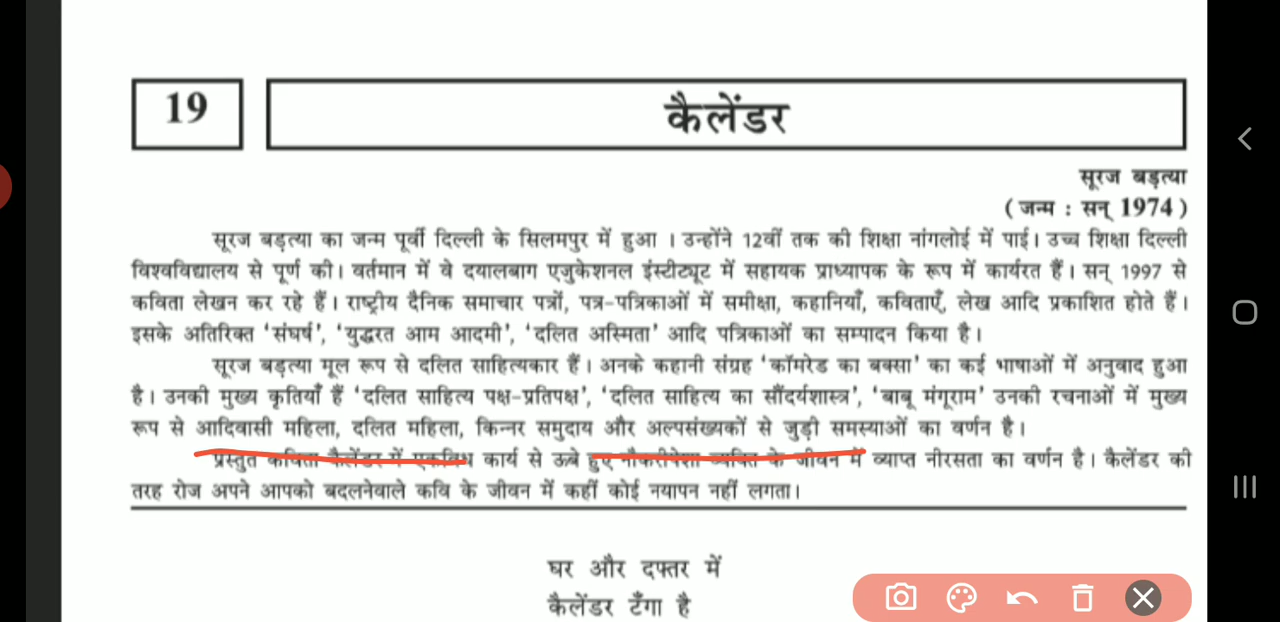 19
कैलेंडर
सूरज बड़त्या
( जन्म : सन् 1974 )
सूरज बड़त्या का जन्म पूर्वी दिल्ली के सिलमपुर में हुआ । उन्होंने 12वीं तक की शिक्षा नांगलोई में पाई। उच्च शिक्षा दिल्ली
विश्वविद्यालय से पूर्ण की। वर्तमान में वे दयालबाग एजुकेशनल इंस्टीट्यूट में सहायक प्राध्यापक के रूप में कार्यरत हैं। सन् 1997 से
कविता लेखन कर रहे हैं। राष्ट्रीय दैनिक समाचार पत्रों, पत्र-पत्रिकाओं में समीक्षा, कहानियाँ, कविताएँ, लेख आदि प्रकाशित होते हैं।
इसके अतिरिक्त ‘संघर्ष’, ‘युद्धरत आम आदमी’, ‘दलित अस्मिता’ आदि पत्रिकाओं का सम्पादन किया है।
सूरज बड़त्या मूल रूप से दलित साहित्यकार हैं। अनके कहानी संग्रह ‘कॉमरेड का बक्सा’ का कई भाषाओं में अनुवाद हुआ
है। उनकी मुख्य कृतियाँ हैं ‘दलित साहित्य पक्ष-प्रतिपक्ष’, ‘दलित साहित्य का सौंदर्यशास्त्र’, ‘बाबू मंगूराम’ उनकी रचनाओं में मुख्य
रूप से आदिवासी महिला, दलित महिला, किन्नर समुदाय और अल्पसंख्यकों से जुड़ी समस्याओं का वर्णन है।
प्रस्तुत कविता कैलेंडर में एकविध कार्य से ऊबे हुए नौकरीपेशा व्यक्ति के जीवन में व्याप्त नीरसता का वर्णन है। कैलेंडर की
तरह रोज अपने आपको बदलनेवाले कवि के जीवन में कहीं कोई नयापन नहीं लगता।
घर और दफ्तर में
कैलेंडर टँगा है